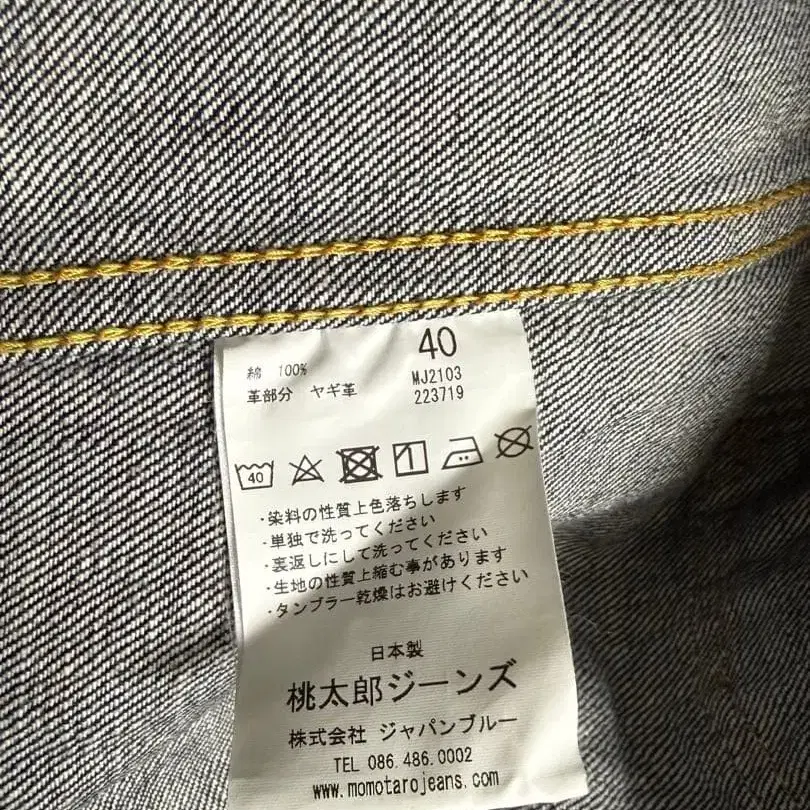 40
綿 100%
MJ2103
革部分 ヤギ革
223719
40
・染料の性質上色落ちします
・単独で洗ってください
・裏返しにして洗ってください
・生地の性質上縮む事があります
・タンブラー乾燥はお避けください
日本製
桃太郎ジーンズ
株式会社 ジャパンブルー
TEL 086.486.0002
www.momotarojeans.com